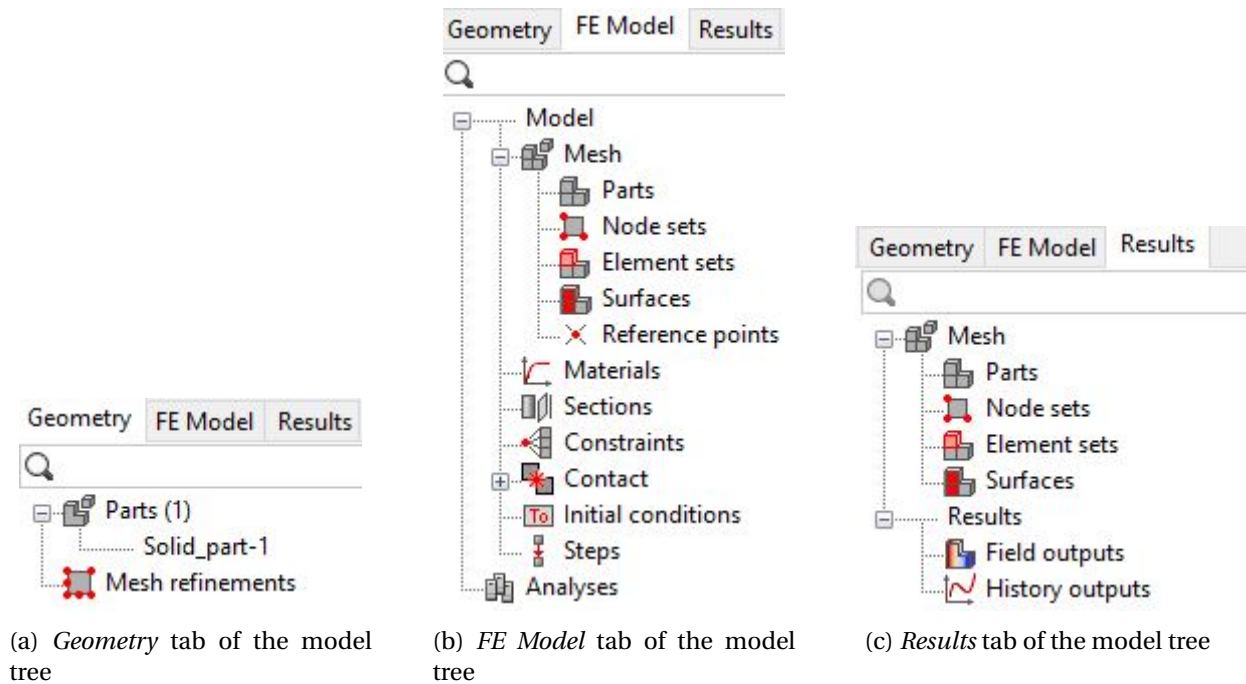 Geometry FE Model Results
Parts (1)
Solid_part-1
Mesh refinements
(a) Geometry tab of the model
tree
Geometry FE Model Results
Model
Mesh
Parts
Node sets
Element sets
Surfaces
Reference points
Materials
Sections
Constraints
Contact
To Initial conditions
Steps
Analyses
(b) FE Model tab of the model
tree
Geometry FE Model Results
Mesh
Parts
Node sets
Element sets
Surfaces
Results
Field outputs
History outputs
(c) Results tab of the model tree